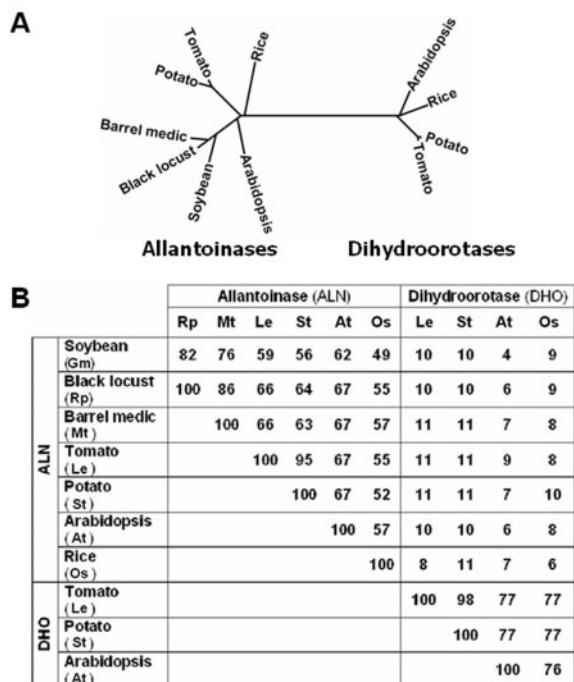 A
Tomato
Potato
Rice
Barrel medic
Black locust
Soybean
Arabidopsis
Arabidopsis
Rice
Potato
Tomato
Allantoinases Dihydroorotases
B
Allantoinase (ALN) Dihydroorotase (DHO)
Rp Mt Le St At Os Le St At Os
ALN
Soybean (Gm) 82 76 59 56 62 49 10 10 4 9
Black locust (Rp) 100 86 66 64 67 55 10 10 6 9
Barrel medic (Mt) 100 66 63 67 57 11 11 7 8
Tomato (Le) 100 95 67 55 11 11 9 8
Potato (St) 100 67 52 11 11 7 10
Arabidopsis (At) 100 57 10 10 6 8
Rice (Os) 100 8 11 7 6
DHO
Tomato (Le) 100 98 77 77
Potato (St) 100 77 77
Arabidopsis (At) 100 76